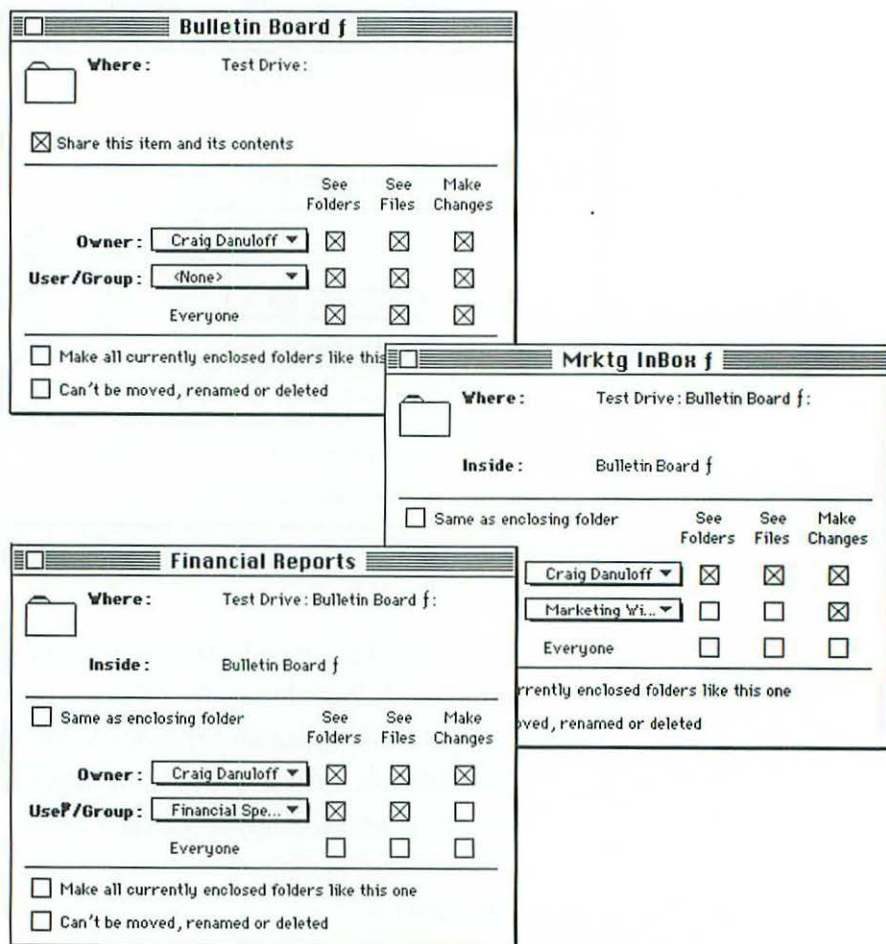 Bulletin Board ƒ
Where: Test Drive:
Share this item and its contents
See See Make
Folders Files Changes
Owner: Craig Danuloff
User/Group: <None>
Everyone
Make all currently enclosed folders like this
Can't be moved, renamed or deleted
Mrktg InBox ƒ
Where: Test Drive: Bulletin Board ƒ:
Inside: Bulletin Board ƒ
Same as enclosing folder
See See Make
Folders Files Changes
Craig Danuloff
Marketing Wi...
Everyone
rrently enclosed folders like this one
oved, renamed or deleted
Financial Reports
Where: Test Drive: Bulletin Board ƒ:
Inside: Bulletin Board ƒ
Same as enclosing folder
See See Make
Folders Files Changes
Owner: Craig Danuloff
User/Group: Financial Spe...
Everyone
Make all currently enclosed folders like this one
Can't be moved, renamed or deleted